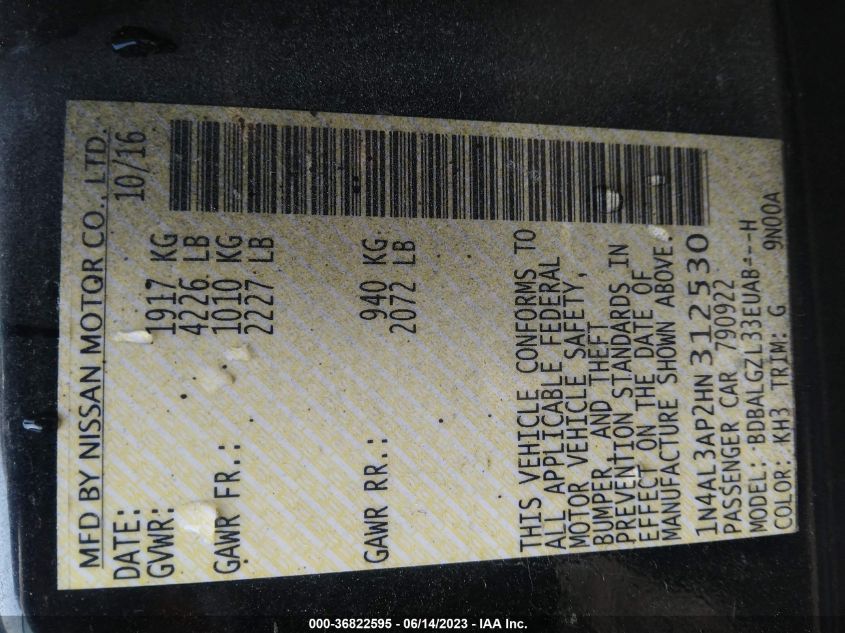 MFD BY NISSAN MOTOR CO., LTD.
DATE: 10/16
GVWR: 1917 KG
4226 LB
GAWR FR.: 1010 KG
2227 LB
GAWR RR.: 940 KG
2072 LB
THIS VEHICLE CONFORMS TO
ALL APPLICABLE FEDERAL
MOTOR VEHICLE SAFETY,
BUMPER AND THEFT
PREVENTION STANDARDS IN
EFFECT ON THE DATE OF
MANUFACTURE SHOWN ABOVE.
1N4AL3AP2HN312530
PASSENGER CAR 790922
MODEL: BDBALGZL33EUAB---H
COLOR: KH3 TRIM: G 9N00A
000-36822595 - 06/14/2023 - IAA Inc.